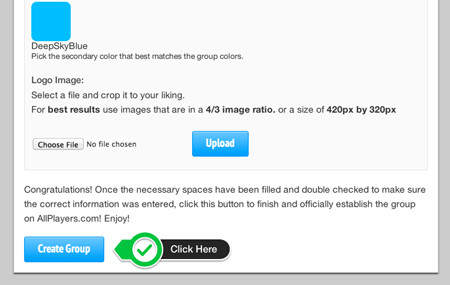 DeepSkyBlue
Pick the secondary color that best matches the group colors.
Logo Image:
Select a file and crop it to your liking.
For best results use images that are in a 4/3 image ratio. or a size of 420px by 320px
Choose File No file chosen
Upload
Congratulations! Once the necessary spaces have been filled and double checked to make sure
the correct information was entered, click this button to finish and officially establish the group
on AllPlayers.com! Enjoy!
Create Group
Click Here